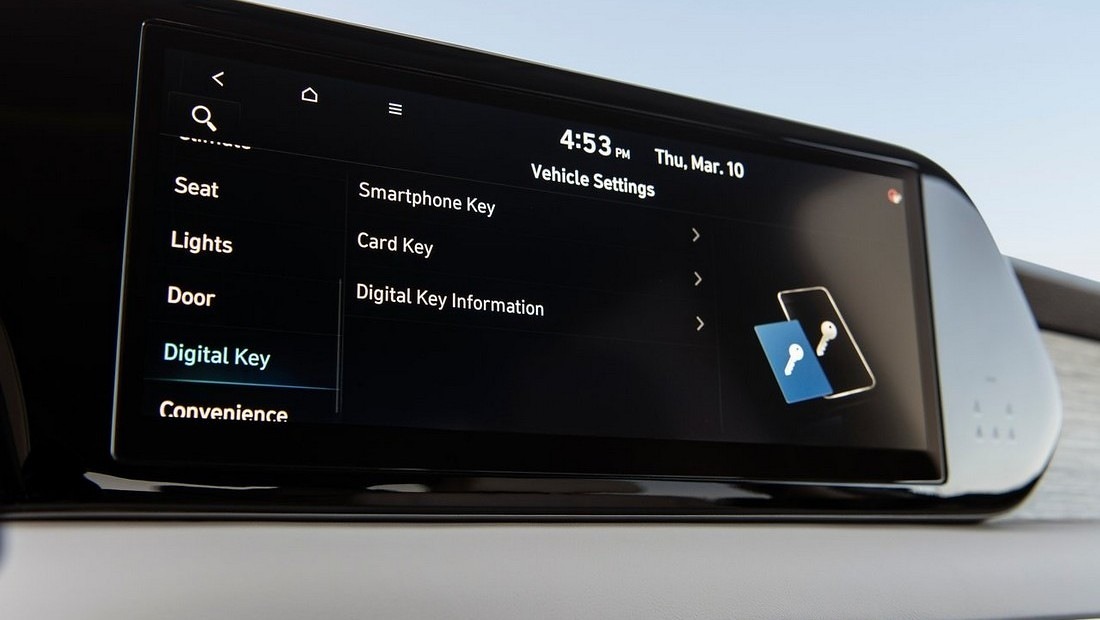 4:53 PM Thu, Mar. 10
Vehicle Settings
Climate
Seat
Lights
Door
Digital Key
Convenience
Smartphone Key
Card Key
Digital Key Information